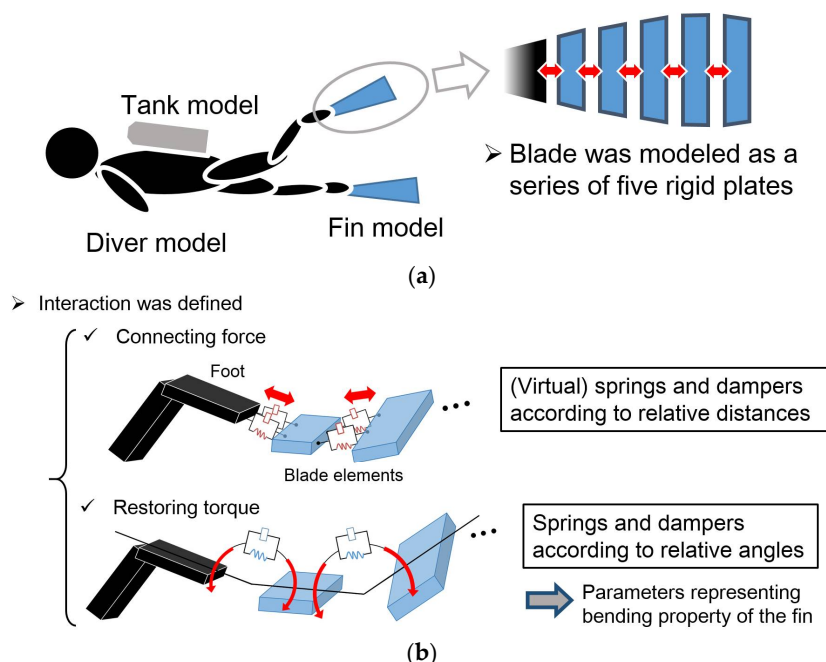 Tank model
Diver model
Fin model
➢ Blade was modeled as a
series of five rigid plates
(a)
➢ Interaction was defined
✓ Connecting force
Foot
Blade elements
(Virtual) springs and dampers
according to relative distances
✓ Restoring torque
Springs and dampers
according to relative angles
Parameters representing
bending property of the fin
(b)